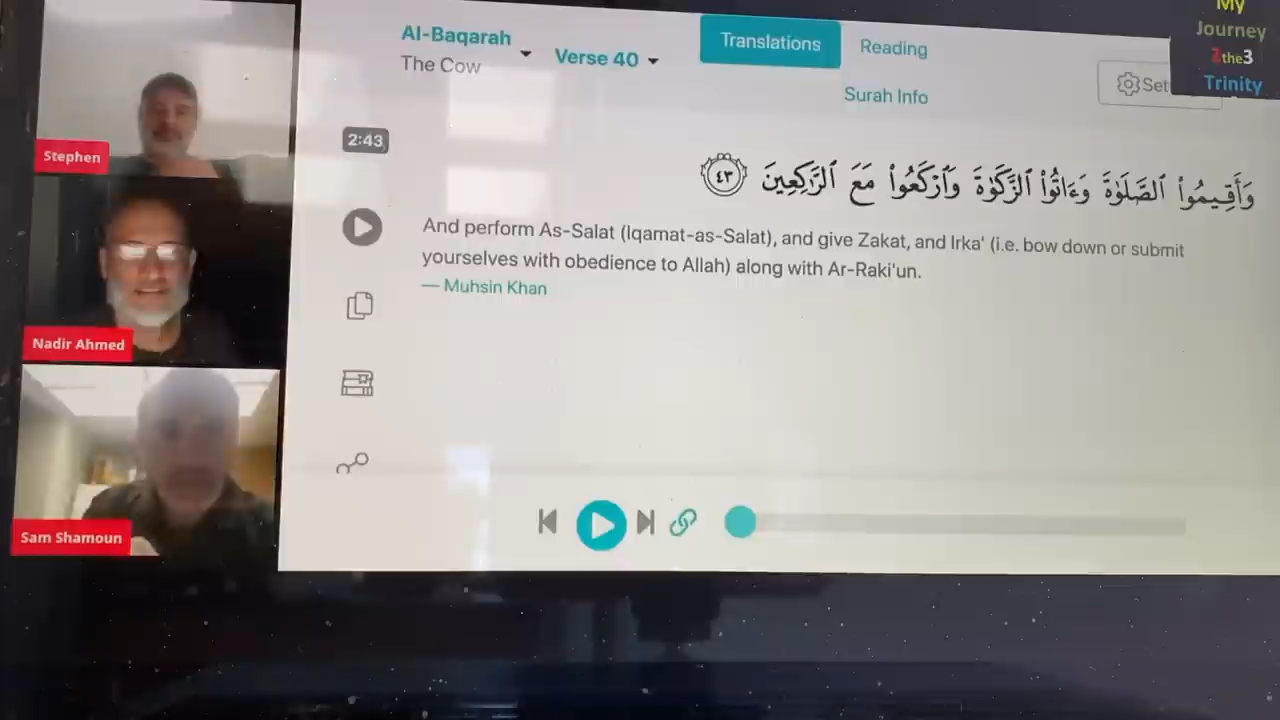 My
Journey
2the3
Trinity
Al-Baqarah
The Cow
Verse 40
Translations
Reading
Surah Info
2:43
وَأَقِيمُوا۟ ٱلصَّلَوٰةَ وَءَاتُوا۟ ٱلزَّكَوٰةَ وَٱرْكَعُوا۟ مَعَ ٱلرَّٰكِعِينَ ٤٣
And perform As-Salat (Iqamat-as-Salat), and give Zakat, and Irka' (i.e. bow down or submit
yourselves with obedience to Allah) along with Ar-Raki'un.
— Muhsin Khan
Stephen
Nadir Ahmed
Sam Shamoun